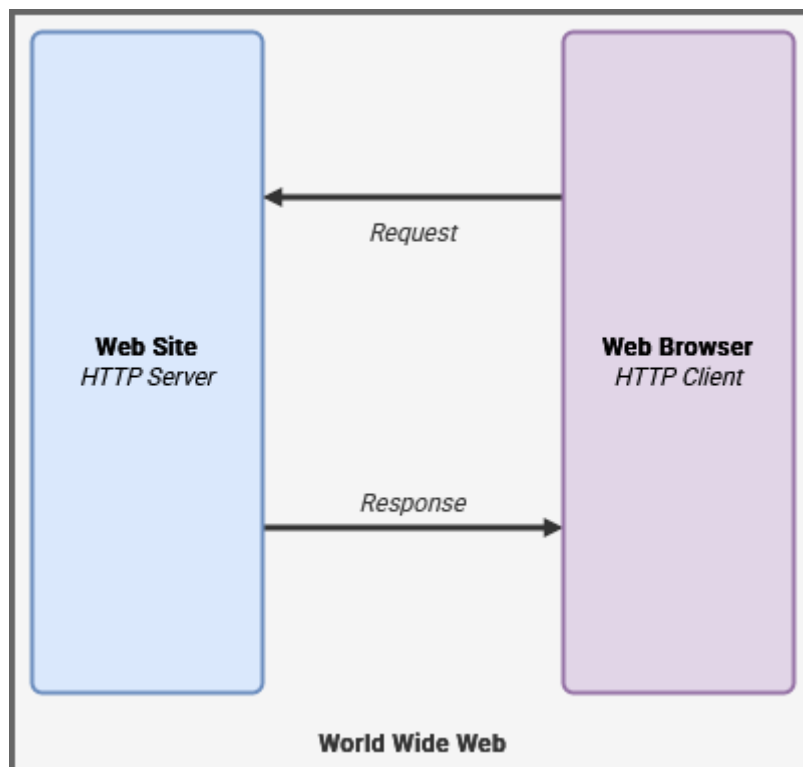 Request
Web Site
HTTP Server
Web Browser
HTTP Client
Response
World Wide Web